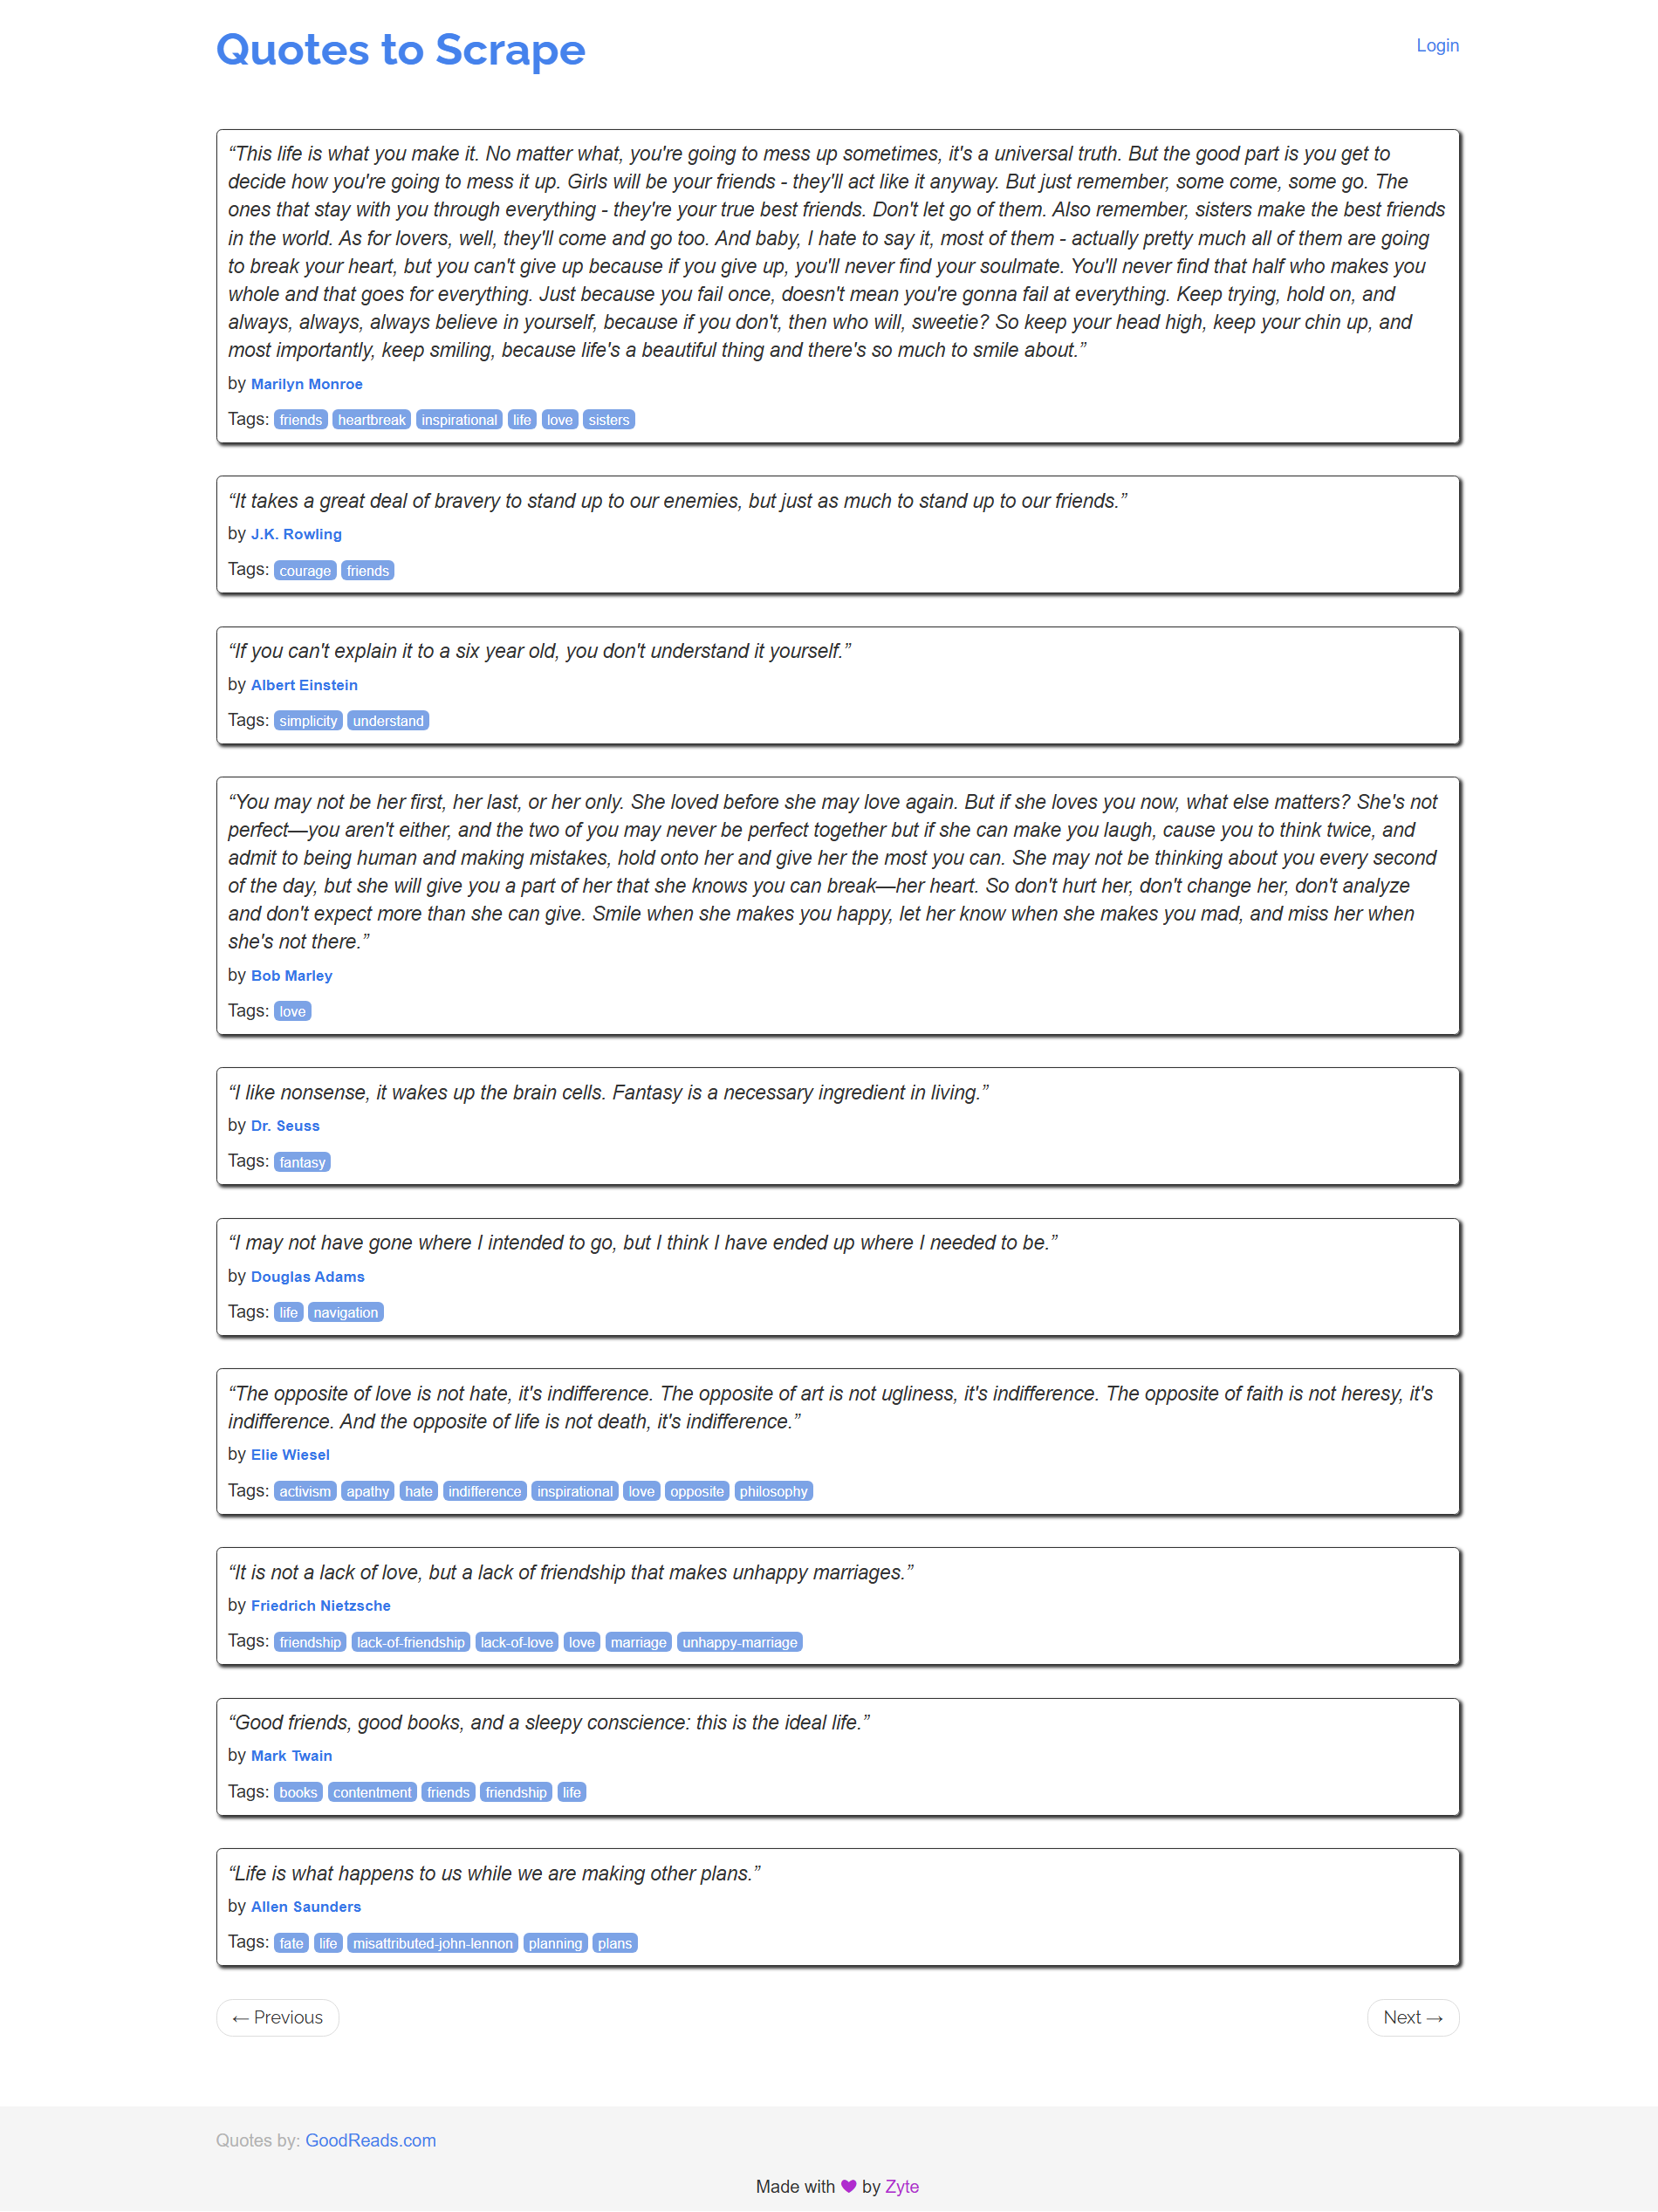 Quotes to Scrape
Login
“This life is what you make it. No matter what, you're going to mess up sometimes, it's a universal truth. But the good part is you get to
decide how you're going to mess it up. Girls will be your friends - they'll act like it anyway. But just remember, some come, some go. The
ones that stay with you through everything - they're your true best friends. Don't let go of them. Also remember, sisters make the best friends
in the world. As for lovers, well, they'll come and go too. And baby, I hate to say it, most of them - actually pretty much all of them are going
to break your heart, but you can't give up because if you give up, you'll never find your soulmate. You'll never find that half who makes you
whole and that goes for everything. Just because you fail once, doesn't mean you're gonna fail at everything. Keep trying, hold on, and
always, always, always believe in yourself, because if you don't, then who will, sweetie? So keep your head high, keep your chin up, and
most importantly, keep smiling, because life's a beautiful thing and there's so much to smile about.”
by Marilyn Monroe
Tags: friends heartbreak inspirational life love sisters
“It takes a great deal of bravery to stand up to our enemies, but just as much to stand up to our friends.”
by J.K. Rowling
Tags: courage friends
“If you can't explain it to a six year old, you don't understand it yourself.”
by Albert Einstein
Tags: simplicity understand
“You may not be her first, her last, or her only. She loved before she may love again. But if she loves you now, what else matters? She's not
perfect—you aren't either, and the two of you may never be perfect together but if she can make you laugh, cause you to think twice, and
admit to being human and making mistakes, hold onto her and give her the most you can. She may not be thinking about you every second
of the day, but she will give you a part of her that she knows you can break—her heart. So don't hurt her, don't change her, don't analyze
and don't expect more than she can give. Smile when she makes you happy, let her know when she makes you mad, and miss her when
she's not there.”
by Bob Marley
Tags: love
“I like nonsense, it wakes up the brain cells. Fantasy is a necessary ingredient in living.”
by Dr. Seuss
Tags: fantasy
“I may not have gone where I intended to go, but I think I have ended up where I needed to be.”
by Douglas Adams
Tags: life navigation
“The opposite of love is not hate, it's indifference. The opposite of art is not ugliness, it's indifference. The opposite of faith is not heresy, it's
indifference. And the opposite of life is not death, it's indifference.”
by Elie Wiesel
Tags: activism apathy hate indifference inspirational love opposite philosophy
“It is not a lack of love, but a lack of friendship that makes unhappy marriages.”
by Friedrich Nietzsche
Tags: friendship lack-of-friendship lack-of-love love marriage unhappy-marriage
“Good friends, good books, and a sleepy conscience: this is the ideal life.”
by Mark Twain
Tags: books contentment friends friendship life
“Life is what happens to us while we are making other plans.”
by Allen Saunders
Tags: fate life misattributed-john-lennon planning plans
← Previous
Next →
Quotes by: GoodReads.com
Made with ❤ by Zyte